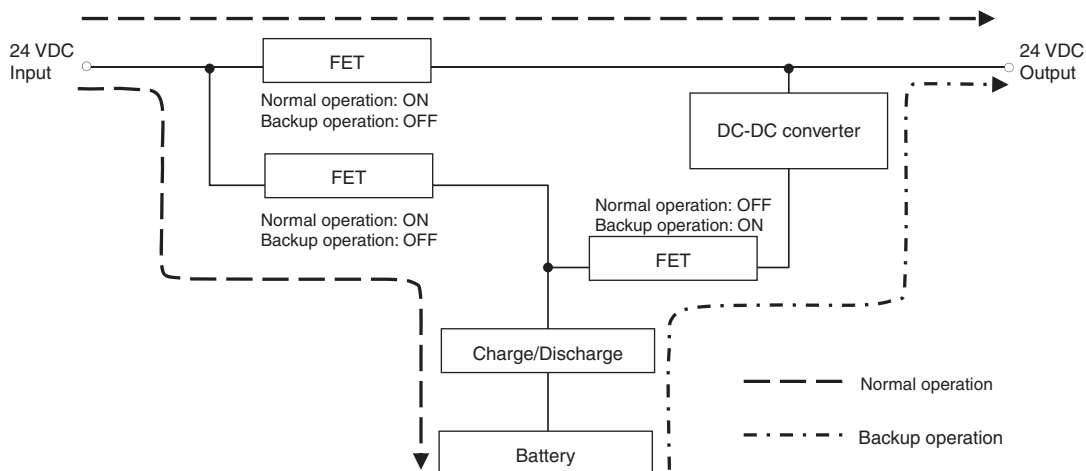 24 VDC
Input
FET
Normal operation: ON
Backup operation: OFF
24 VDC
Output
DC-DC converter
FET
Normal operation: ON
Backup operation: OFF
Normal operation: OFF
Backup operation: ON
FET
Charge/Discharge
Battery
Normal operation
Backup operation